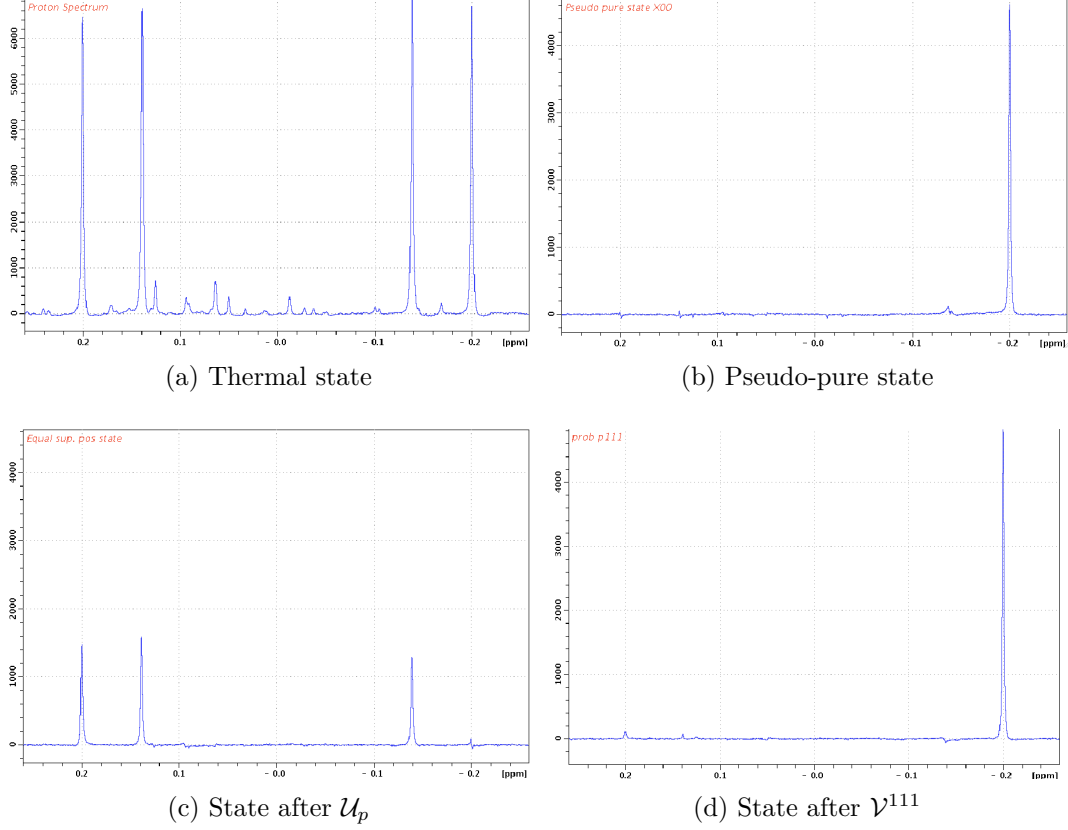 Proton Spectrum
6000
5000
4000
3000
2000
1000
0
0.2 0.1 - 0.0 - 0.1 - 0.2 [ppm]
(a) Thermal state
Pseudo pure state X00
4000
3000
2000
1000
0
0.2 0.1 - 0.0 - 0.1 - 0.2 [ppm]
(b) Pseudo-pure state
Equal sup. pos state
4000
3000
2000
1000
0
0.2 0.1 - 0.0 - 0.1 - 0.2 [ppm]
(c) State after 𝒰ₚ
prob p111
4000
3000
2000
1000
0
0.2 0.1 - 0.0 - 0.1 - 0.2 [ppm]
(d) State after 𝒱¹¹¹